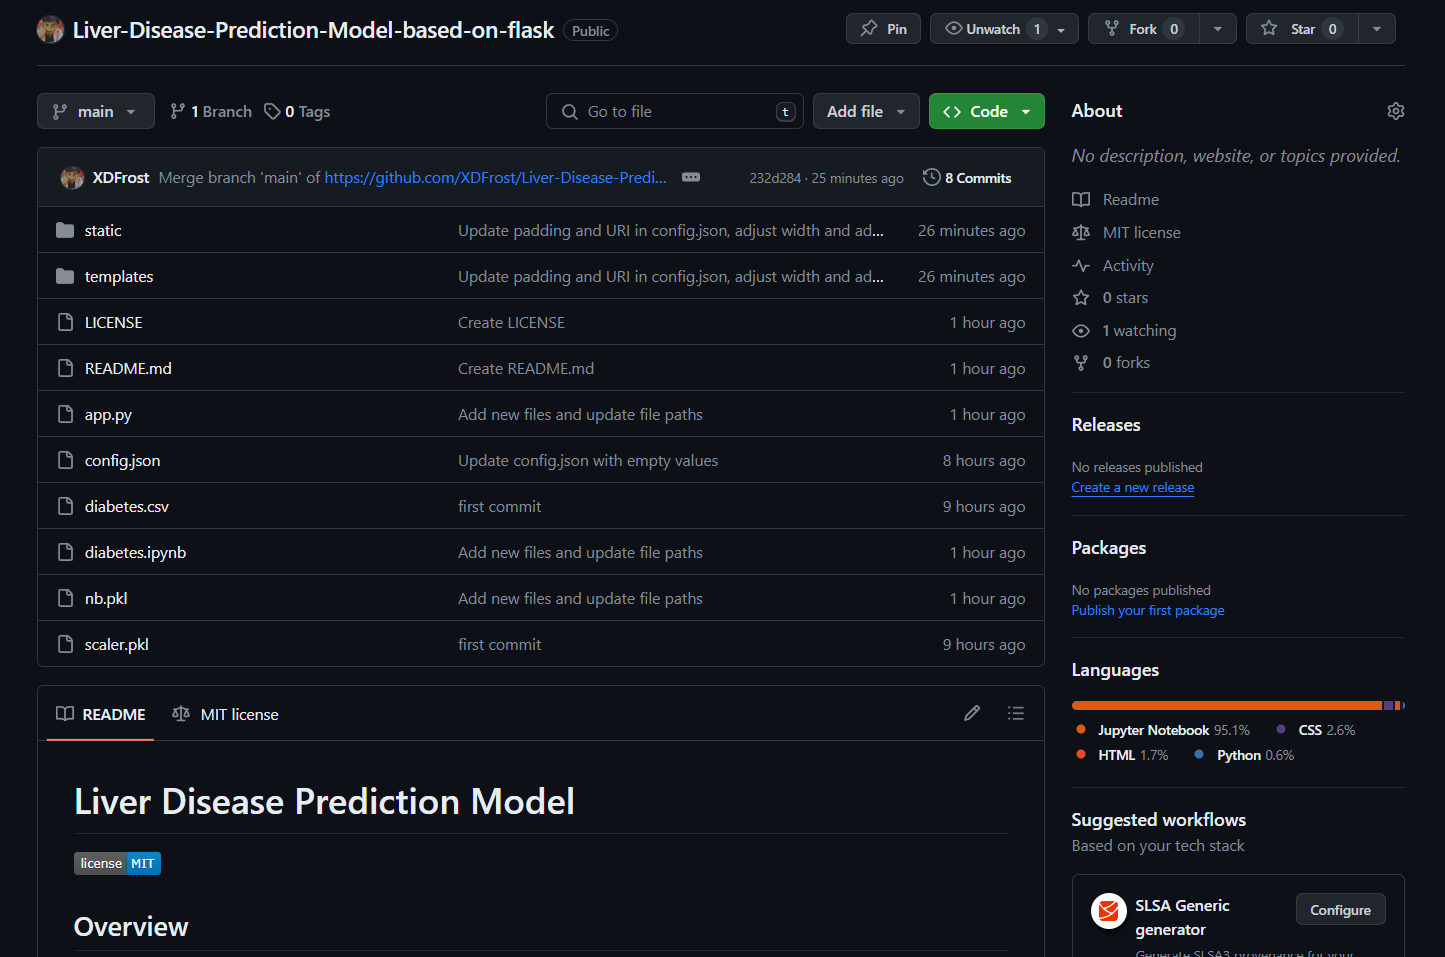 Liver-Disease-Prediction-Model-based-on-flask Public Pin Unwatch 1 Fork 0 Star 0
main 1 Branch 0 Tags Go to file t Add file Code
XDFrost Merge branch 'main' of https://github.com/XDFrost/Liver-Disease-Predi... 232d284 · 25 minutes ago 8 Commits
static Update padding and URI in config.json, adjust width and ad... 26 minutes ago
templates Update padding and URI in config.json, adjust width and ad... 26 minutes ago
LICENSE Create LICENSE 1 hour ago
README.md Create README.md 1 hour ago
app.py Add new files and update file paths 1 hour ago
config.json Update config.json with empty values 8 hours ago
diabetes.csv first commit 9 hours ago
diabetes.ipynb Add new files and update file paths 1 hour ago
nb.pkl Add new files and update file paths 1 hour ago
scaler.pkl first commit 9 hours ago
README MIT license
Liver Disease Prediction Model
license MIT
Overview
About
No description, website, or topics provided.
Readme
MIT license
Activity
0 stars
1 watching
0 forks
Releases
No releases published
Create a new release
Packages
No packages published
Publish your first package
Languages
Jupyter Notebook 95.1% CSS 2.6%
HTML 1.7% Python 0.6%
Suggested workflows
Based on your tech stack
SLSA Generic
generator
Configure
Generate SLSA3 provenance for your